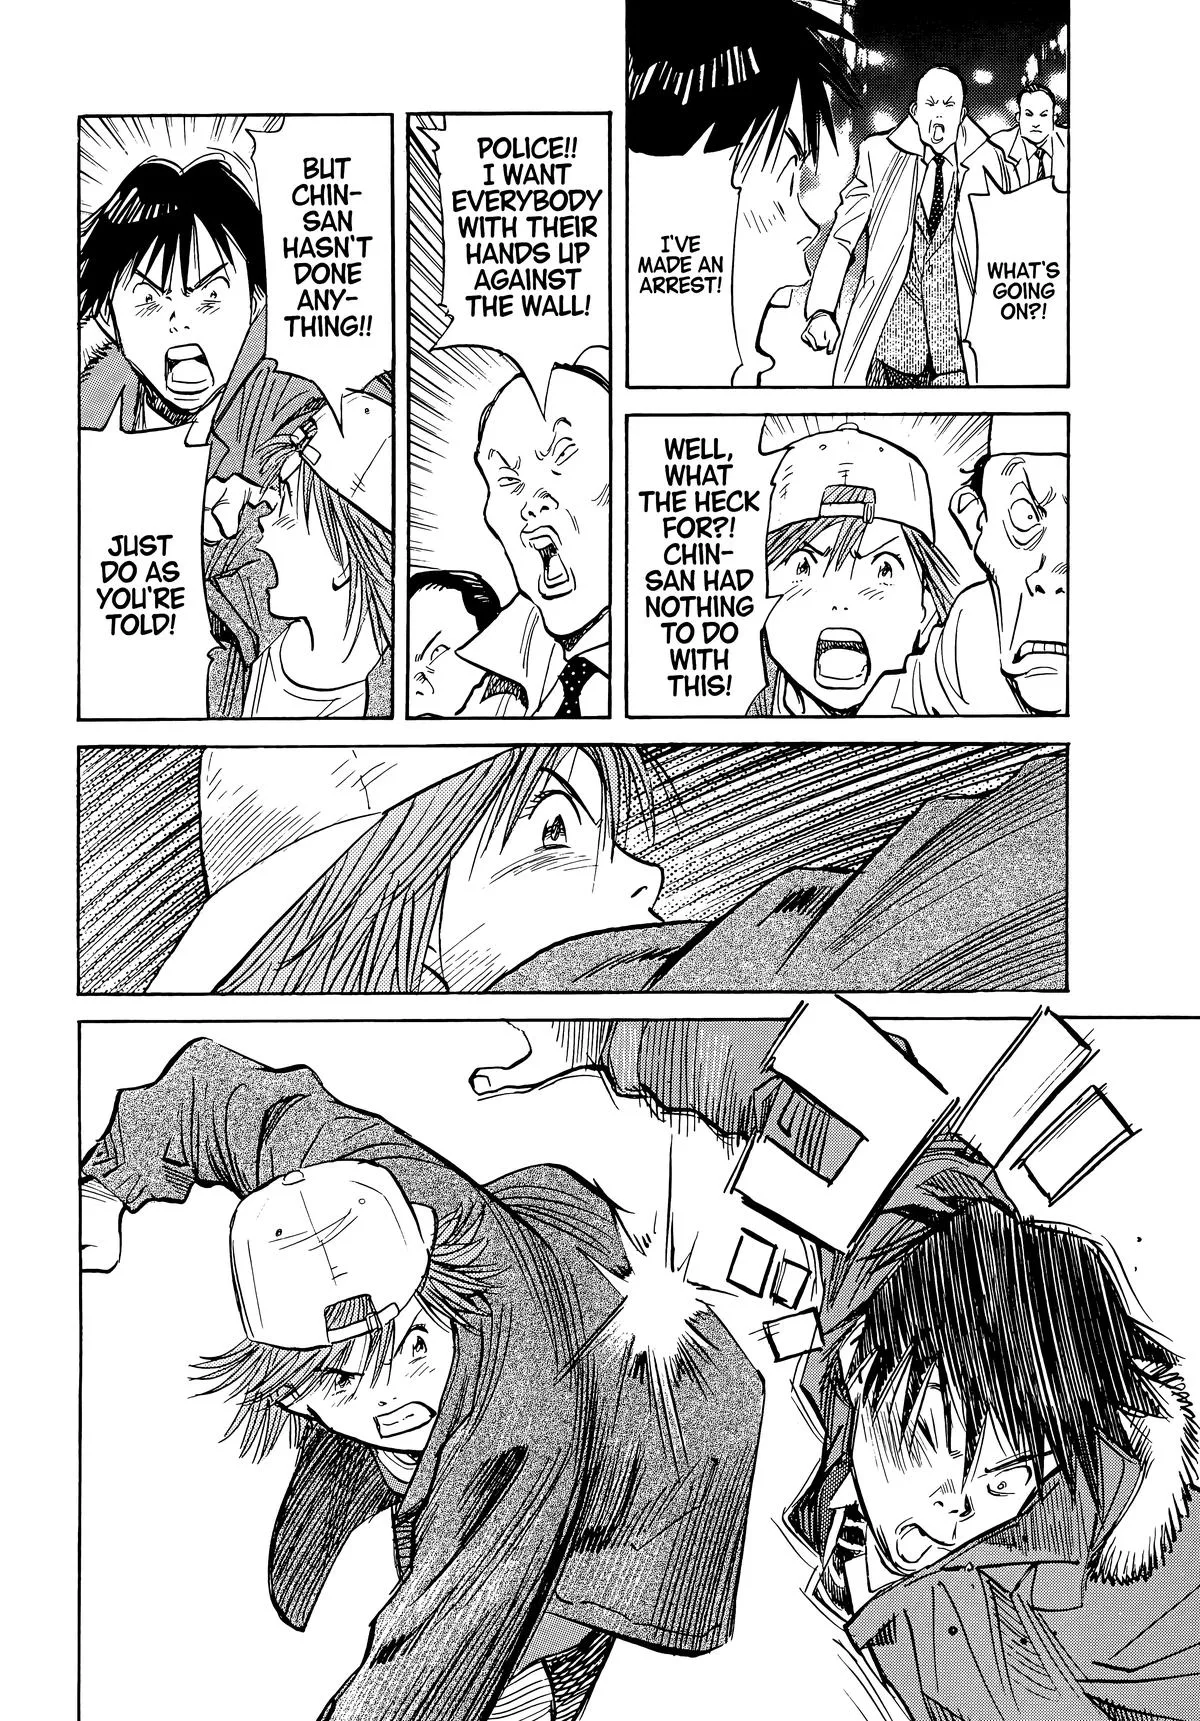 WHAT'S
GOING
ON?!
I'VE
MADE AN
ARREST!
WELL,
WHAT
THE HECK
FOR?!
CHIN-
SAN HAD
NOTHING
TO DO
WITH
THIS!
POLICE!!
I WANT
EVERYBODY
WITH THEIR
HANDS UP
AGAINST
THE WALL!
BUT
CHIN-
SAN
HASN'T
DONE
ANY-
THING!!
JUST
DO AS
YOU'RE
TOLD!